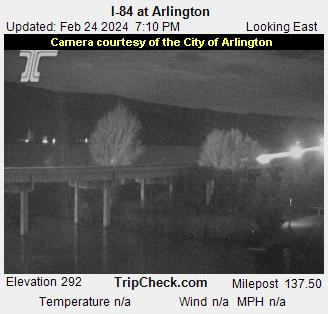 I-84 at Arlington
Updated: Feb 24 2024 7:10 PM Looking East
Camera courtesy of the City of Arlington
Elevation 292 TripCheck.com Milepost 137.50
Temperature n/a Wind n/a MPH n/a